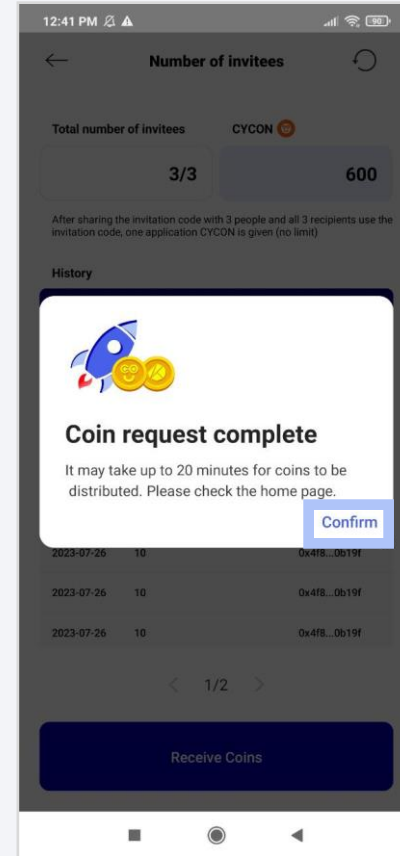 12:41 PM
90
Number of invitees
Total number of invitees CYCON
3/3 600
After sharing the invitation code with 3 people and all 3 recipients use the
invitation code, one application CYCON is given (no limit)
History
Coin request complete
It may take up to 20 minutes for coins to be
distributed. Please check the home page.
Confirm
2023-07-26 10 0x4f8...0b19f
2023-07-26 10 0x4f8...0b19f
2023-07-26 10 0x4f8...0b19f
< 1/2 >
Receive Coins